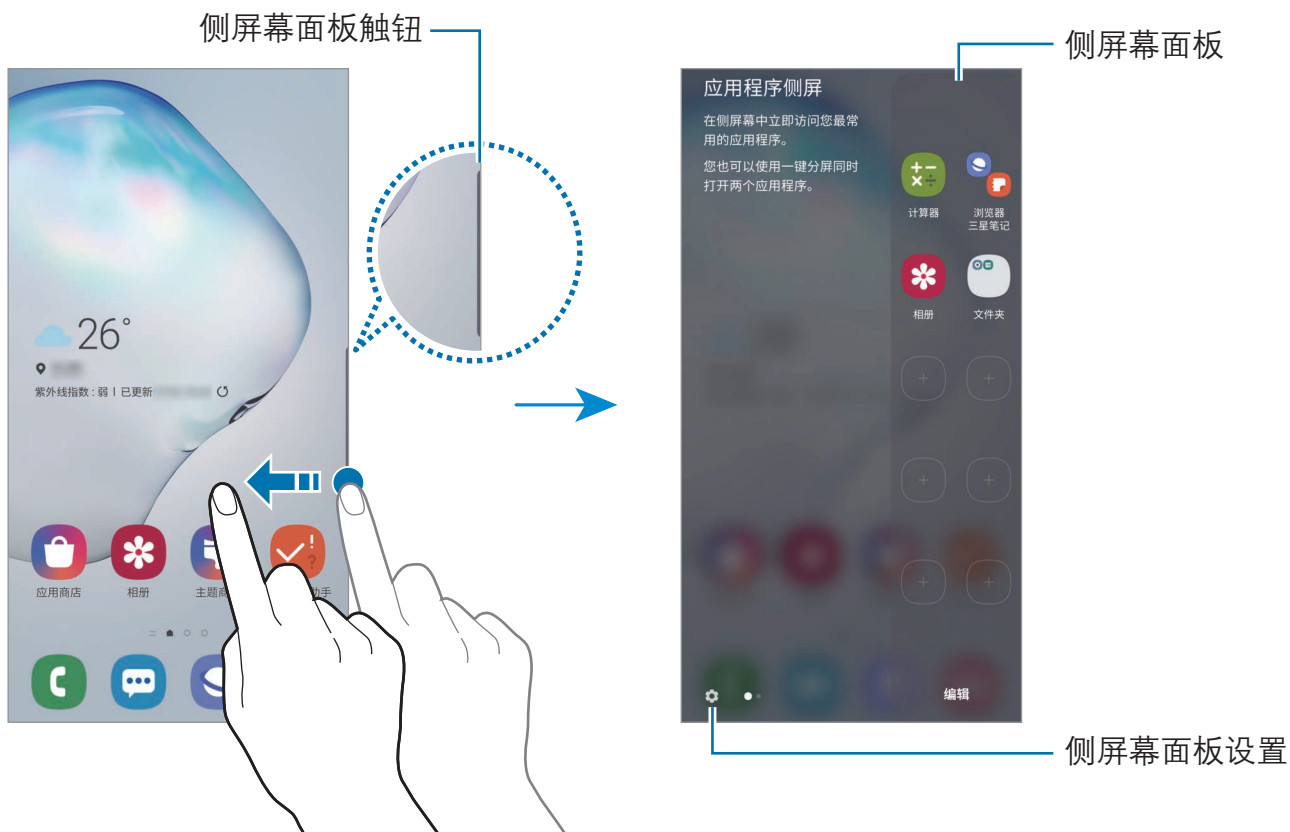 侧屏幕面板触钮
侧屏幕面板
26°
紫外线指数 : 弱 | 已更新
应用商店
相册
主题商
助手
应用程序侧屏
在侧屏幕中立即访问您最常
用的应用程序。
您也可以使用一键分屏同时
打开两个应用程序。
计算器
浏览器
三星笔记
相册
文件夹
编辑
侧屏幕面板设置